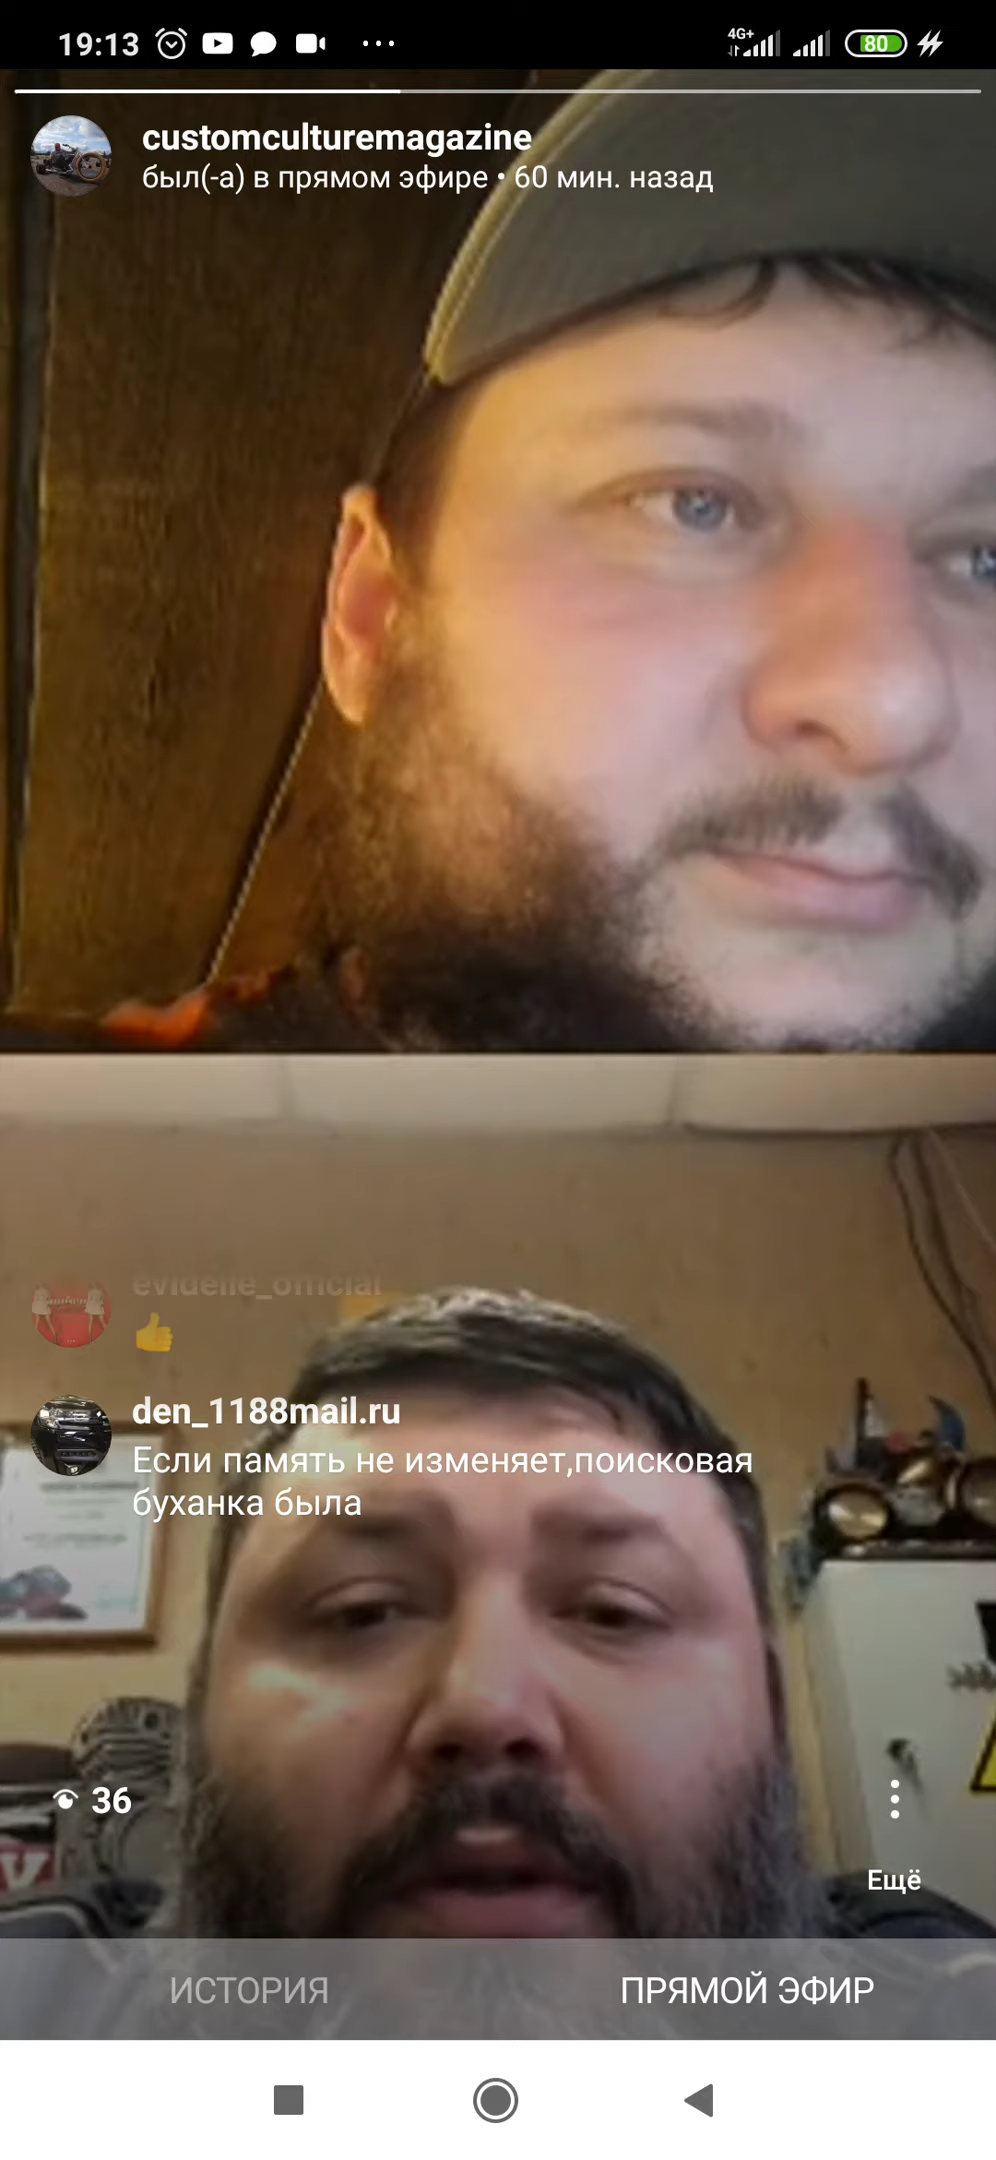 19:13
4G+
80
customculturemagazine
был(-а) в прямом эфире • 60 мин. назад
evidelle_official
👍
den_1188mail.ru
Если память не изменяет,поисковая
буханка была
36
Ещё
ИСТОРИЯ
ПРЯМОЙ ЭФИР